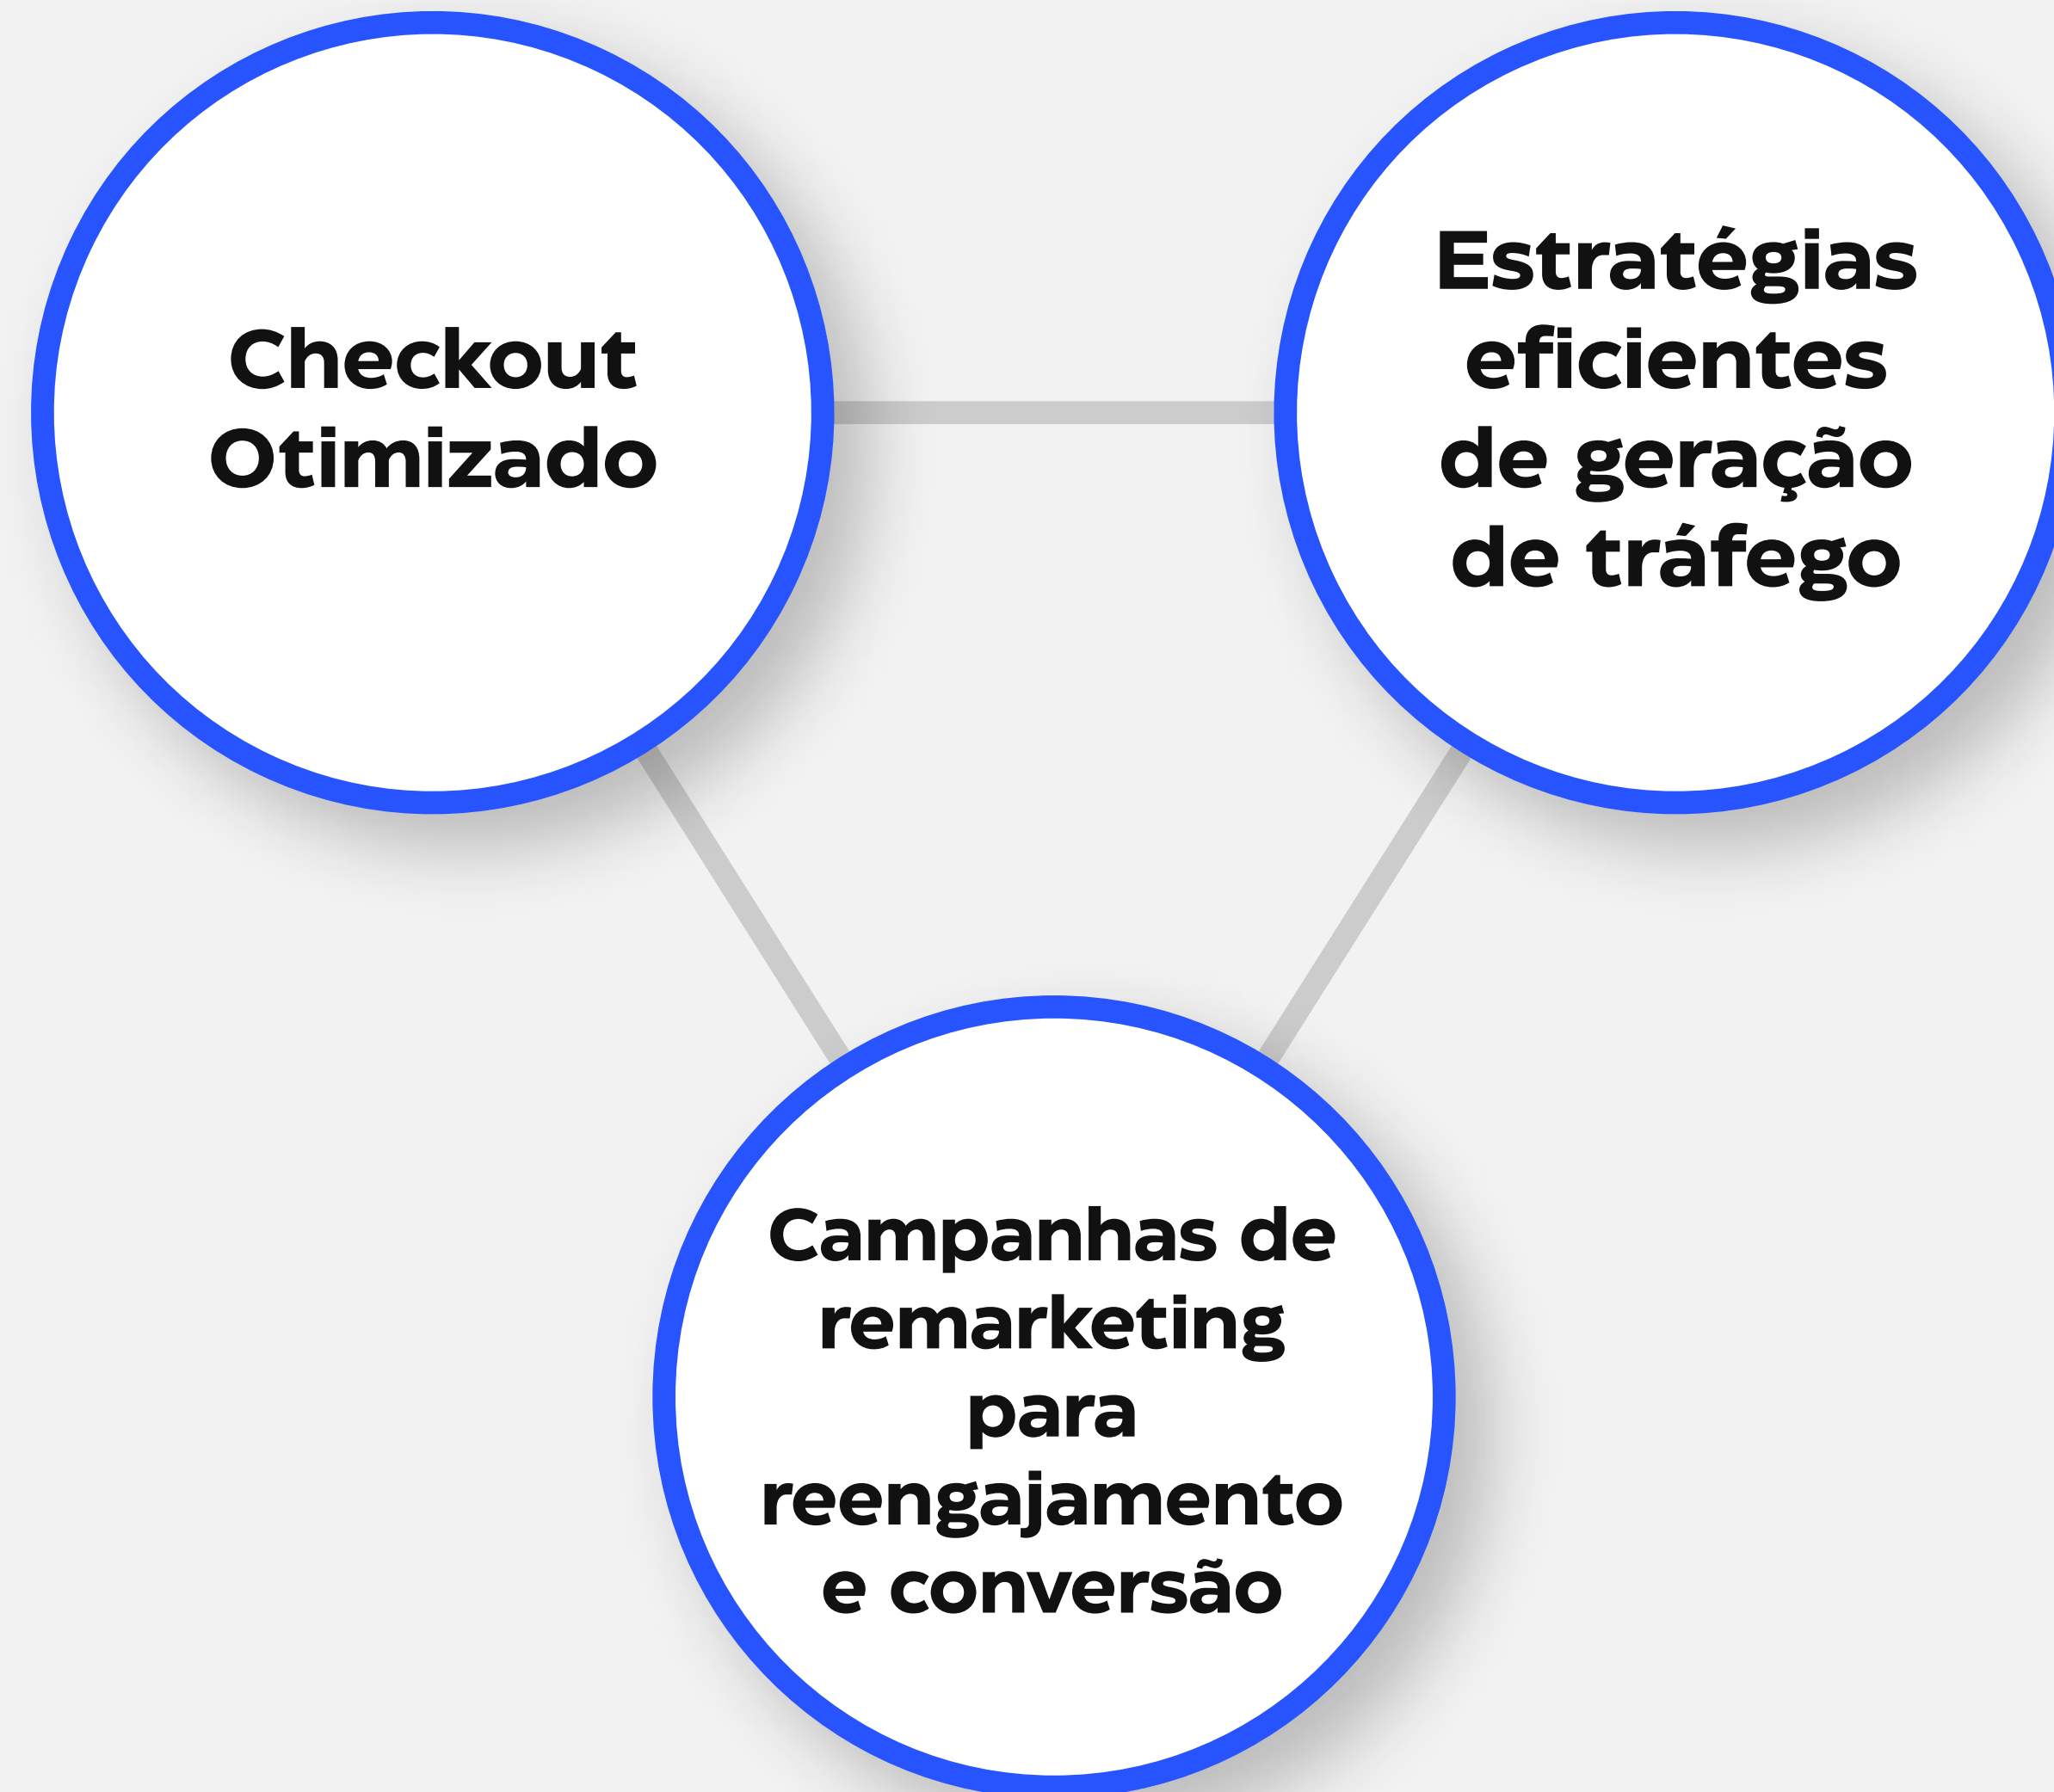 Checkout
Otimizado
Estratégias
eficientes
de geração
de tráfego
Campanhas de
remarketing
para
reengajamento
e conversão